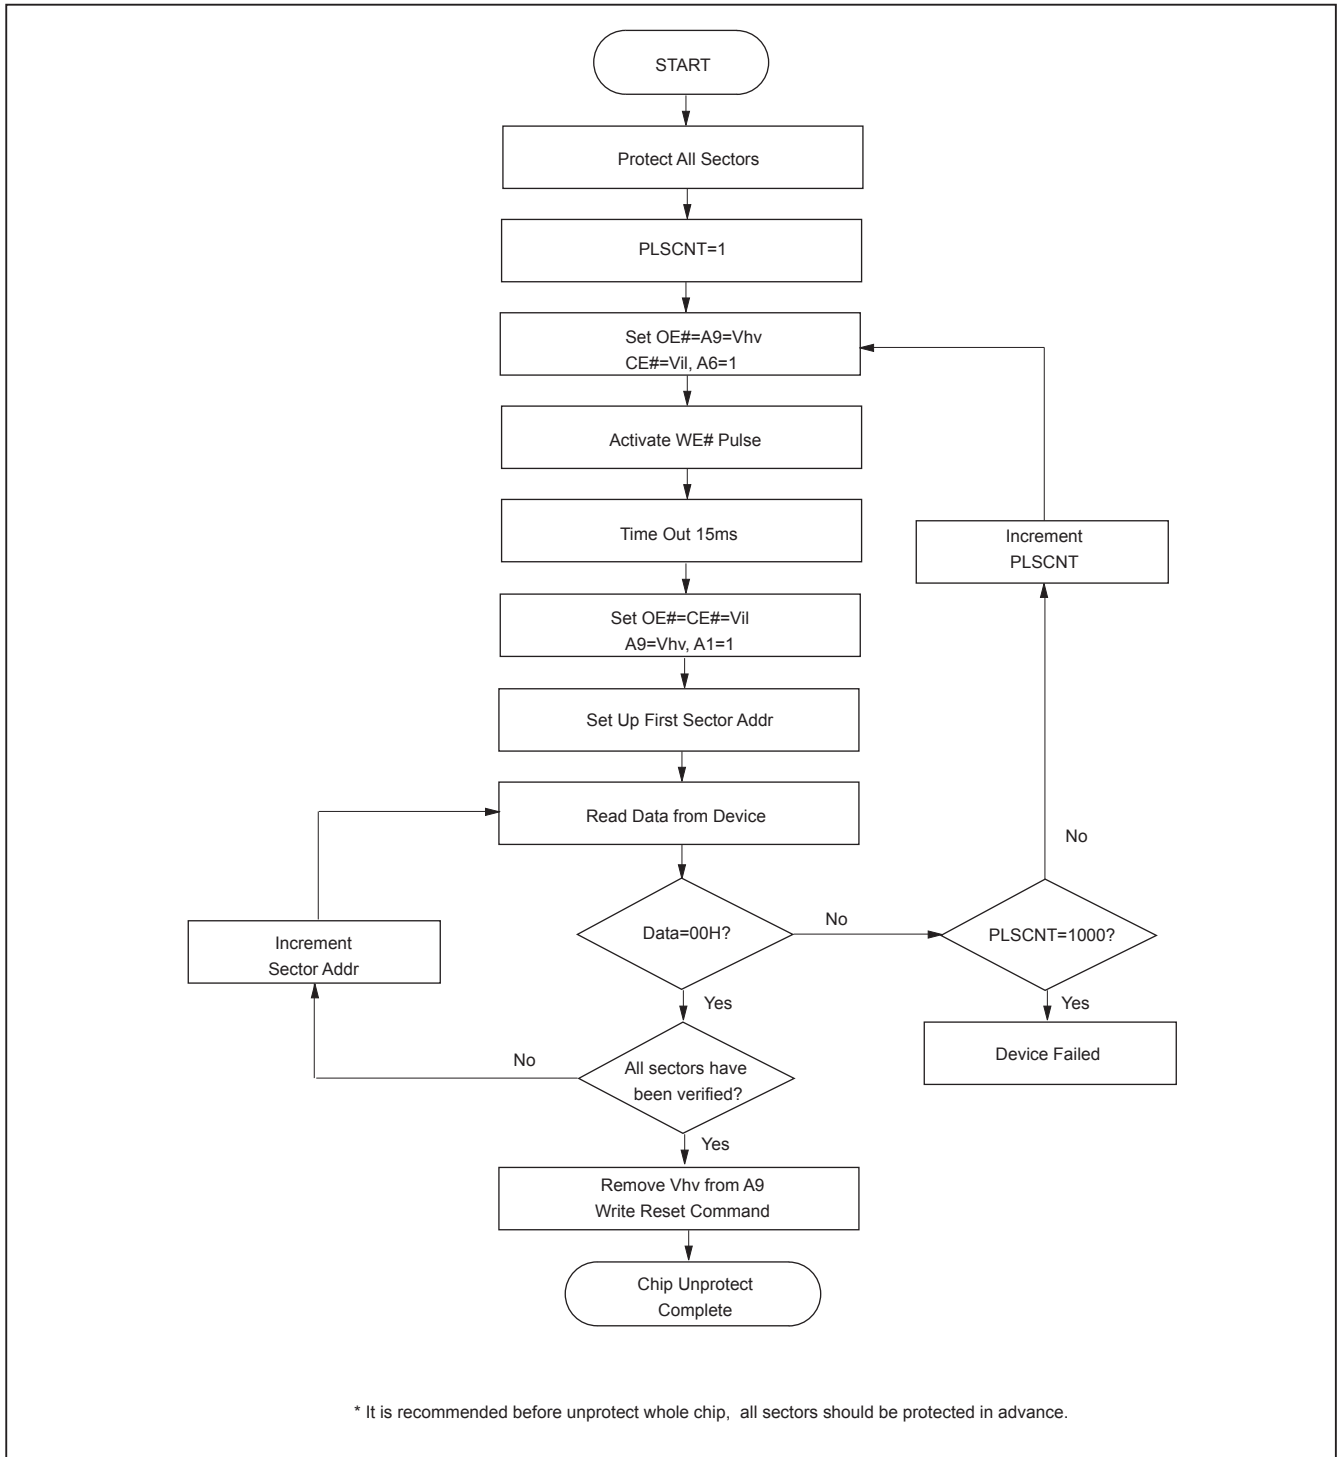 START
Protect All Sectors
PLSCNT=1
Set OE#=A9=Vhv
CE#=Vil, A6=1
Activate WE# Pulse
Time Out 15ms
Increment
PLSCNT
Set OE#=CE#=Vil
A9=Vhv, A1=1
Set Up First Sector Addr
Read Data from Device
No
Data=00H?
No
PLSCNT=1000?
Increment
Sector Addr
Yes
Yes
Device Failed
No
All sectors have
been verified?
Yes
Remove Vhv from A9
Write Reset Command
Chip Unprotect
Complete
* It is recommended before unprotect whole chip, all sectors should be protected in advance.